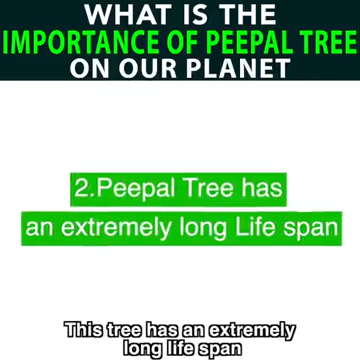 WHAT IS THE
IMPORTANCE OF PEEPAL TREE
ON OUR PLANET
2.Peepal Tree has
an extremely long Life span
This tree has an extremely
long life span